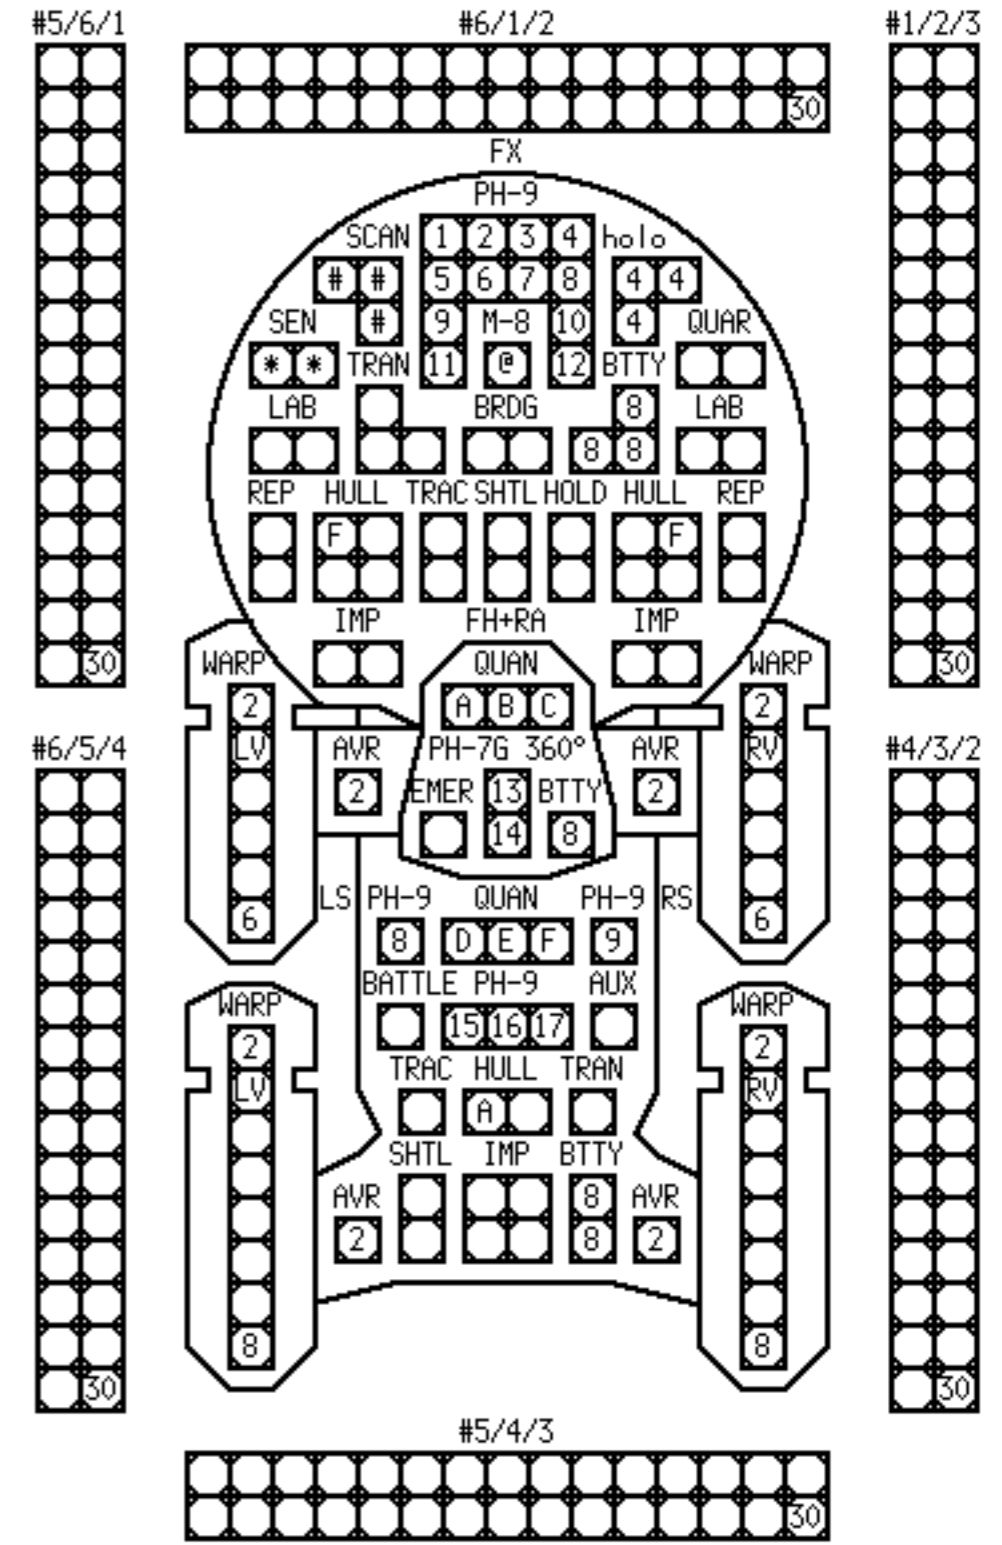 #5/6/1 #6/1/2 #1/2/3
30
FX
PH-9
SCAN 1 2 3 4 holo
# # 5 6 7 8 4 4
SEN # 9 M-8 10 4 QUAR
* * TRAN 11 @ 12 BTTY
LAB BRDG 8 LAB
8 8
REP HULL TRAC SHTL HOLD HULL REP
F F
IMP FH+RA IMP
30 WARP QUAN WARP 30
2 A B C 2
#6/5/4 LV AVR PH-7G 360° AVR RV #4/3/2
2 EMER 13 BTTY 2
14 8
LS PH-9 QUAN PH-9 RS
6 8 D E F 9 6
BATTLE PH-9 AUX
WARP 15 16 17 WARP
2 2
LV TRAC HULL TRAN RV
A
SHTL IMP BTTY
AVR 8 AVR
2 8 2
8 8
30 30
#5/4/3
30